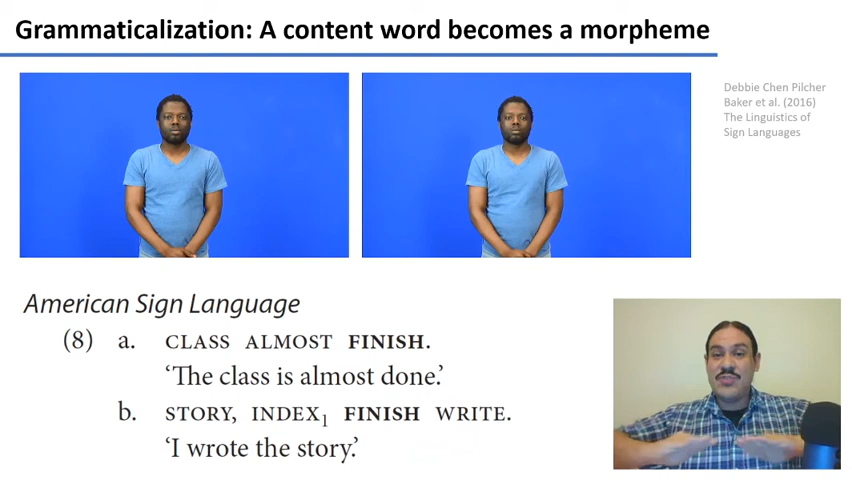 Grammaticalization: A content word becomes a morpheme
Debbie Chen Pilcher
Baker et al. (2016)
The Linguistics of
Sign Languages
American Sign Language
(8) a. CLASS ALMOST FINISH.
‘The class is almost done.’
b. STORY, INDEX₁ FINISH WRITE.
‘I wrote the story.’